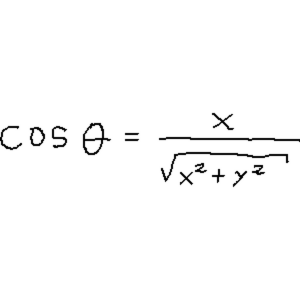 cos θ = x / √(x² + y²)